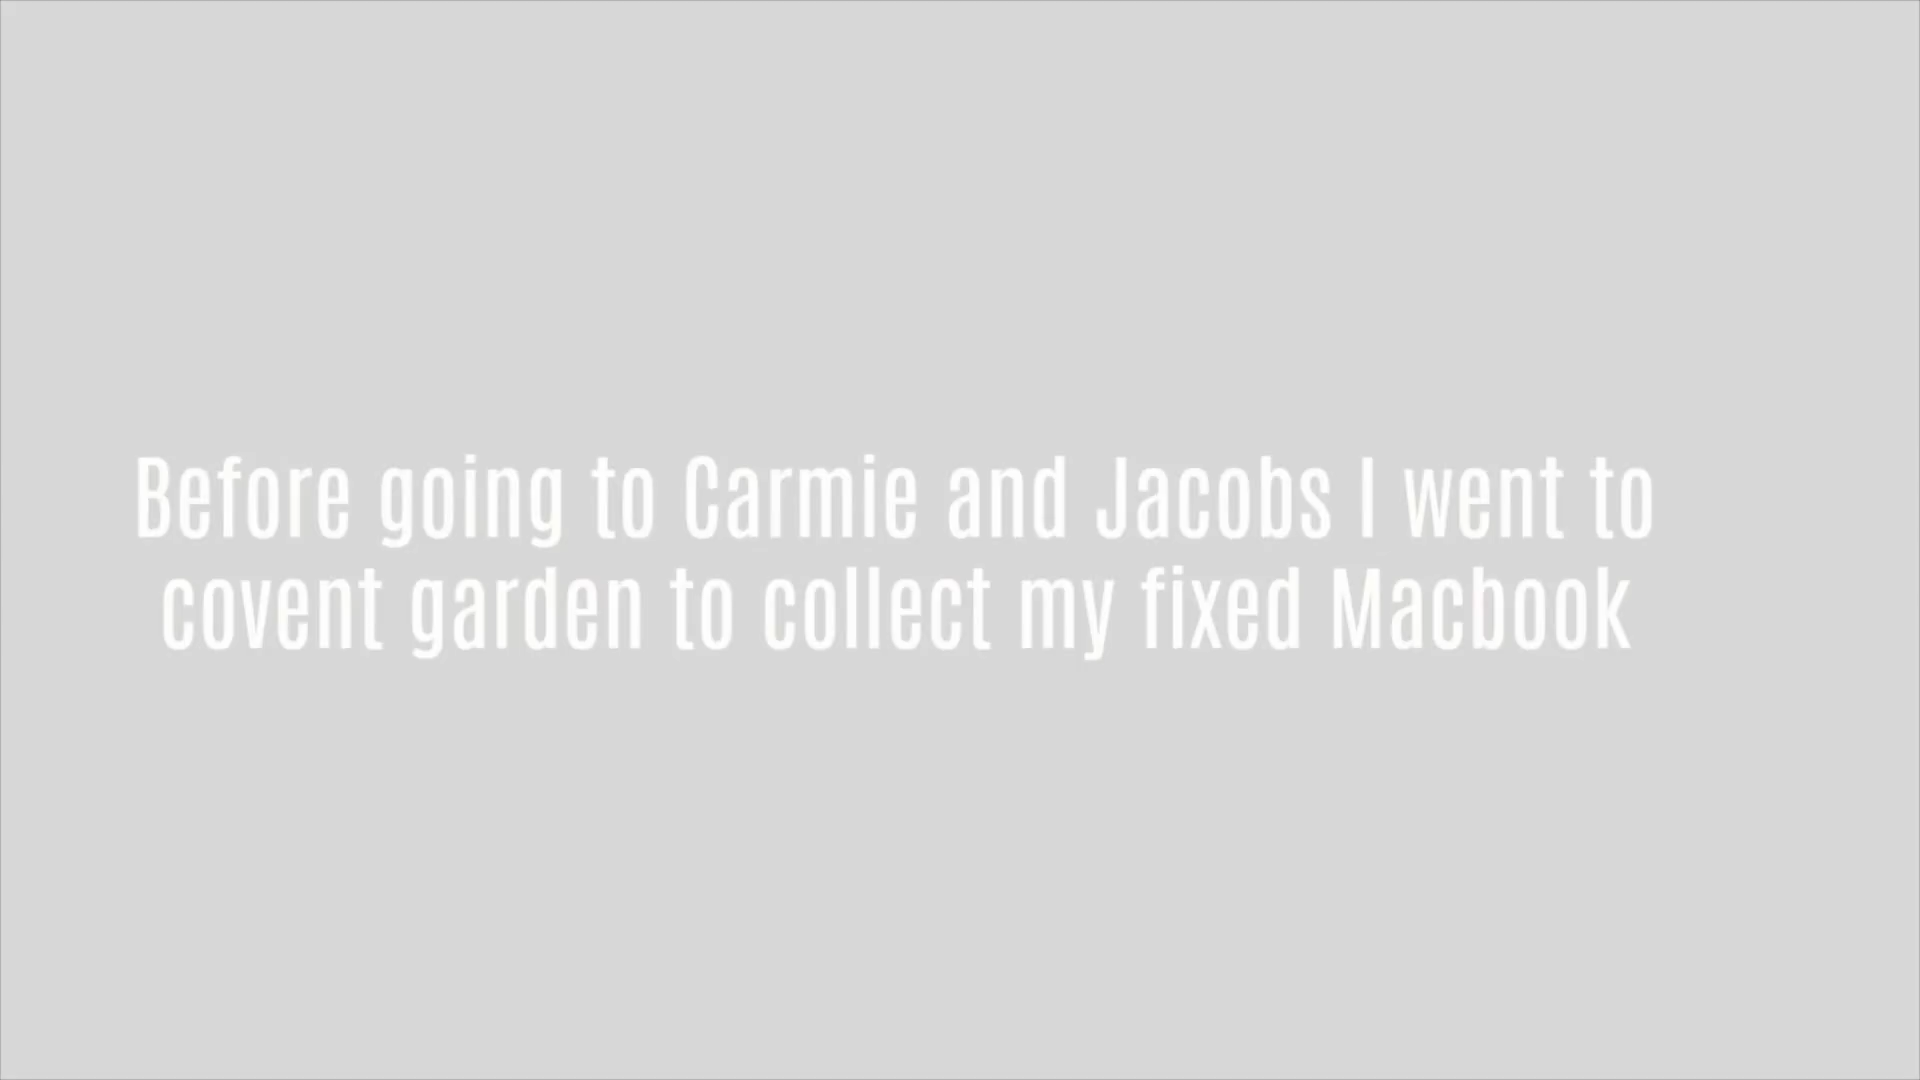 Before going to Carmie and Jacobs I went to
covent garden to collect my fixed Macbook